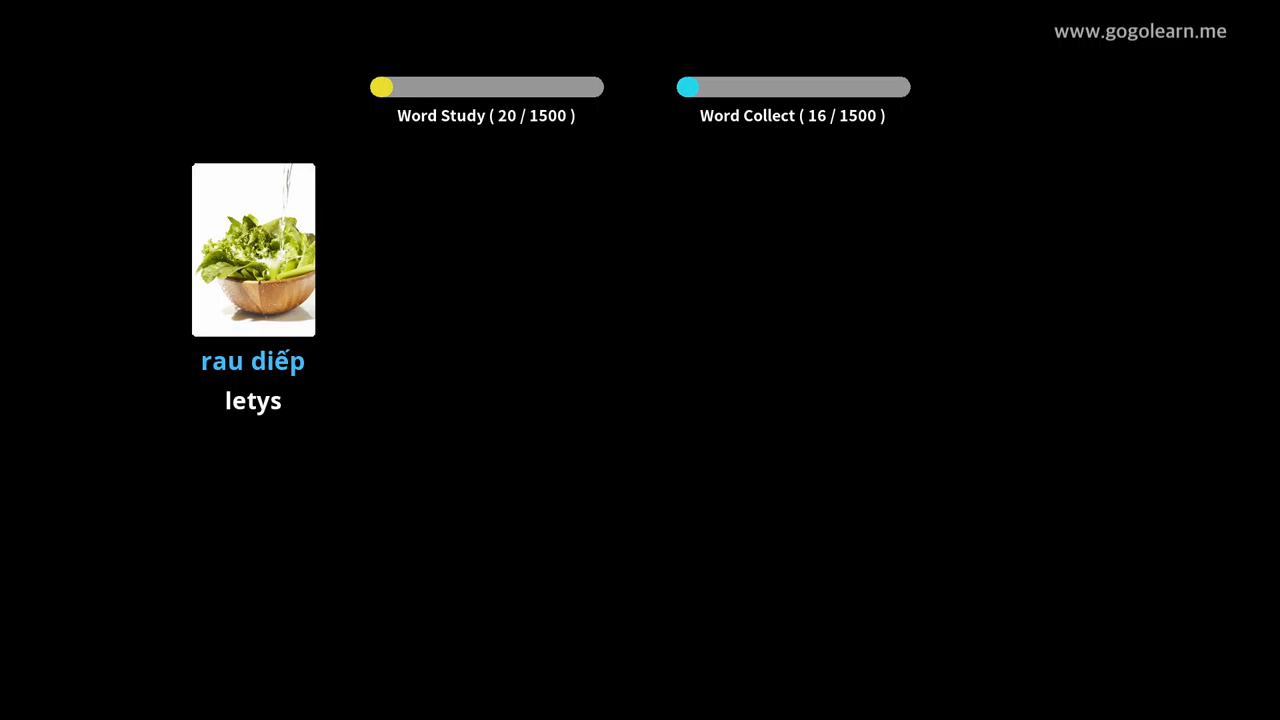 www.gogolearn.me
Word Study ( 20 / 1500 )
Word Collect ( 16 / 1500 )
rau diếp
letys